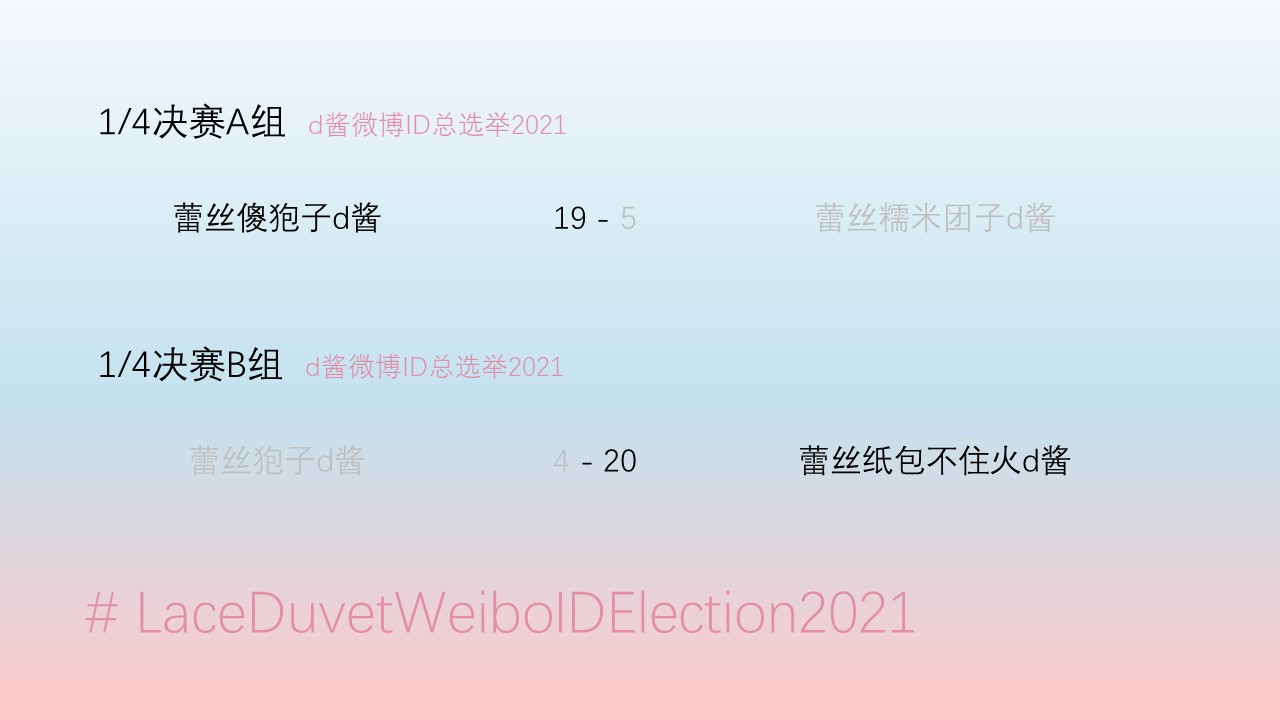 1/4决赛A组 d酱微博ID总选举2021
蕾丝傻狍子d酱 19 - 5 蕾丝糯米团子d酱
1/4决赛B组 d酱微博ID总选举2021
蕾丝狍子d酱 4 - 20 蕾丝纸包不住火d酱
# LaceDuvetWeiboIDElection2021